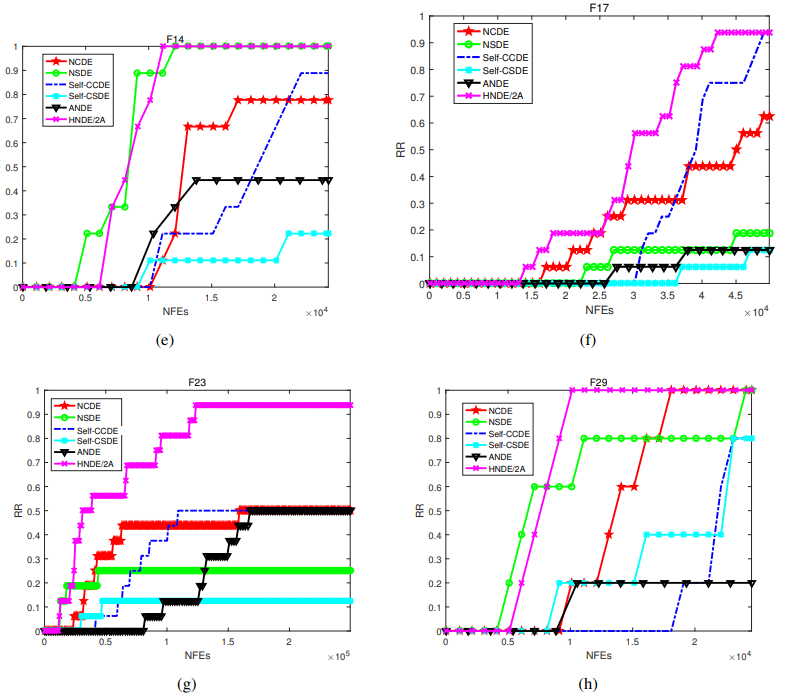 F14
1
0.9
0.8
0.7
0.6
0.5
0.4
0.3
0.2
0.1
0
NCDE
NSDE
Self-CCDE
Self-CSDE
ANDE
HNDE/2A
0 0.5 1 1.5 2
NFEs
×10^4
(e)
F17
1
0.9
0.8
0.7
0.6
0.5
0.4
0.3
0.2
0.1
0
RR
NCDE
NSDE
Self-CCDE
Self-CSDE
ANDE
HNDE/2A
0 0.5 1 1.5 2 2.5 3 3.5 4 4.5
NFEs
×10^4
(f)
F23
1
0.9
0.8
0.7
0.6
0.5
0.4
0.3
0.2
0.1
0
RR
NCDE
NSDE
Self-CCDE
Self-CSDE
ANDE
HNDE/2A
0 0.5 1 1.5 2
NFEs
×10^5
(g)
F29
1
0.9
0.8
0.7
0.6
0.5
0.4
0.3
0.2
0.1
0
RR
NCDE
NSDE
Self-CCDE
Self-CSDE
ANDE
HNDE/2A
0 0.5 1 1.5 2
NFEs
×10^4
(h)